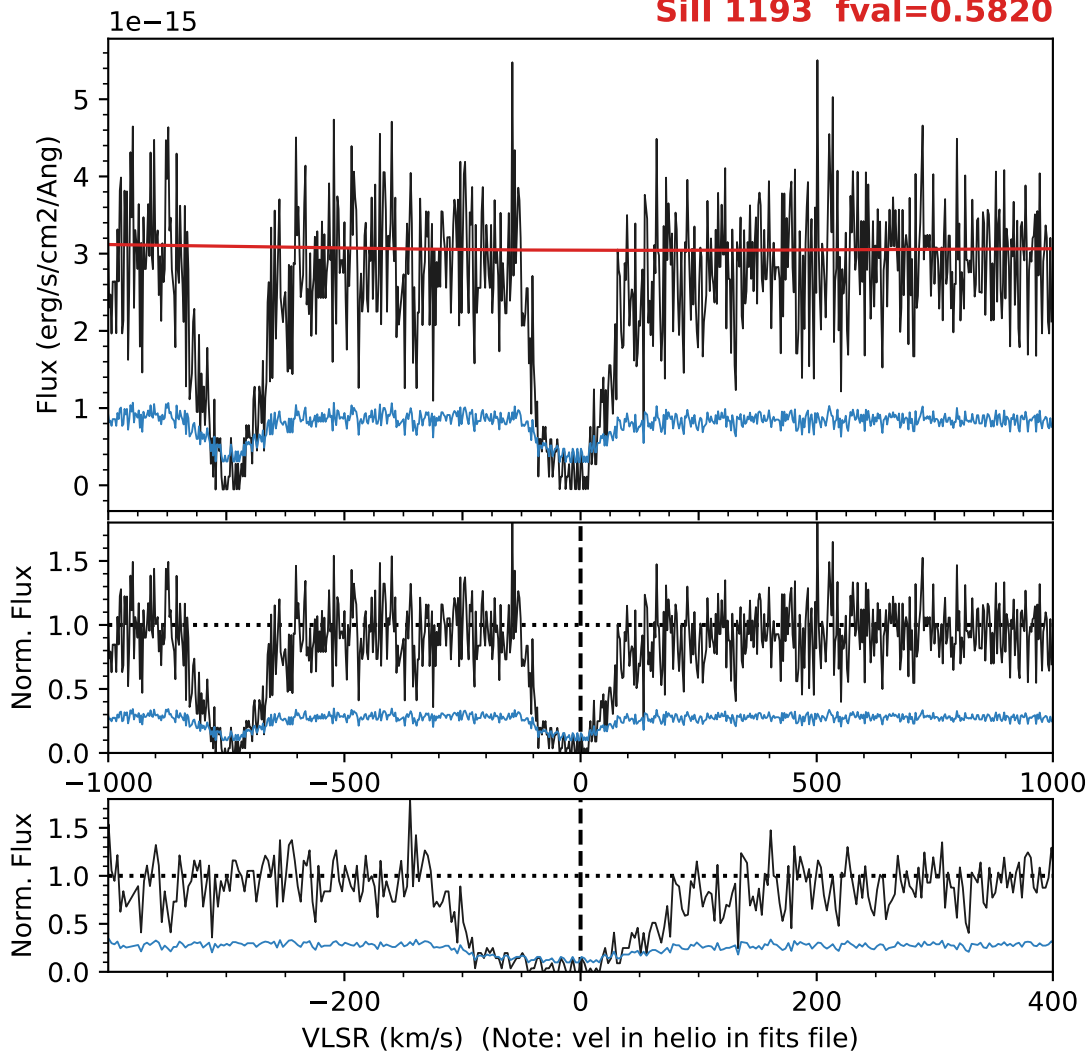 SiII 1193 fval=0.5820
1e−15
5
4
3
2
1
0
Flux (erg/s/cm2/Ang)
1.5
1.0
0.5
0.0
Norm. Flux
−1000 −500 0 500 1000
1.5
1.0
0.5
0.0
Norm. Flux
−200 0 200 400
VLSR (km/s) (Note: vel in helio in fits file)